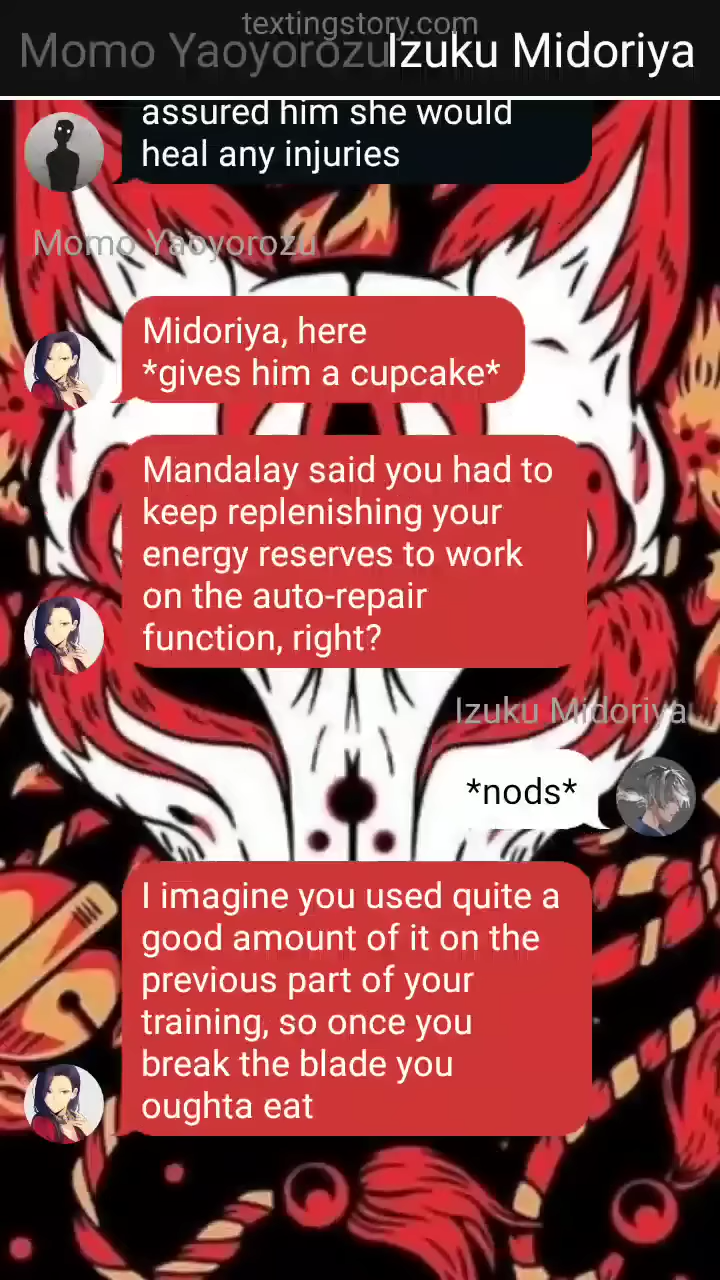 textingstory.com
Momo Yaoyorozu Izuku Midoriya
assured him she would
heal any injuries
Momo Yaoyorozu
Midoriya, here
*gives him a cupcake*
Mandalay said you had to
keep replenishing your
energy reserves to work
on the auto-repair
function, right?
Izuku Midoriya
*nods*
I imagine you used quite a
good amount of it on the
previous part of your
training, so once you
break the blade you
oughta eat